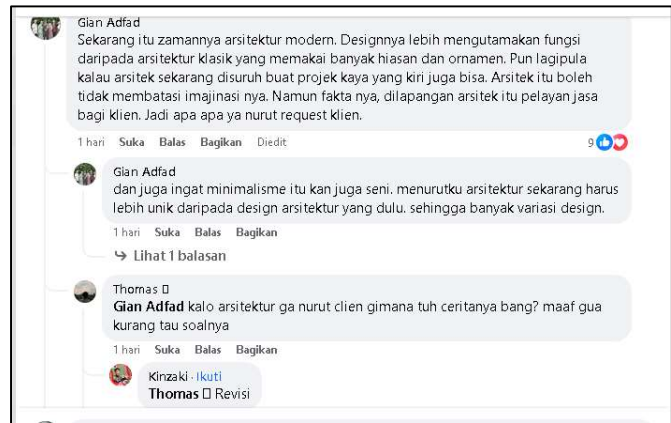 Gian Adfad
Sekarang itu zamannya arsitektur modern. Designnya lebih mengutamakan fungsi
daripada arsitektur klasik yang memakai banyak hiasan dan ornamen. Pun lagipula
kalau arsitek sekarang disuruh buat projek kaya yang kiri juga bisa. Arsitek itu boleh
tidak membatasi imajinasi nya. Namun fakta nya, dilapangan arsitek itu pelayan jasa
bagi klien. Jadi apa apa ya nurut request klien.
1 hari Suka Balas Bagikan Diedit 9
Gian Adfad
dan juga ingat minimalisme itu kan juga seni. menurutku arsitektur sekarang harus
lebih unik daripada design arsitektur yang dulu. sehingga banyak variasi design.
1 hari Suka Balas Bagikan
Lihat 1 balasan
Thomas
Gian Adfad kalo arsitektur ga nurut clien gimana tuh ceritanya bang? maaf gua
kurang tau soalnya
1 hari Suka Balas Bagikan
Kinzaki · Ikuti
Thomas Revisi